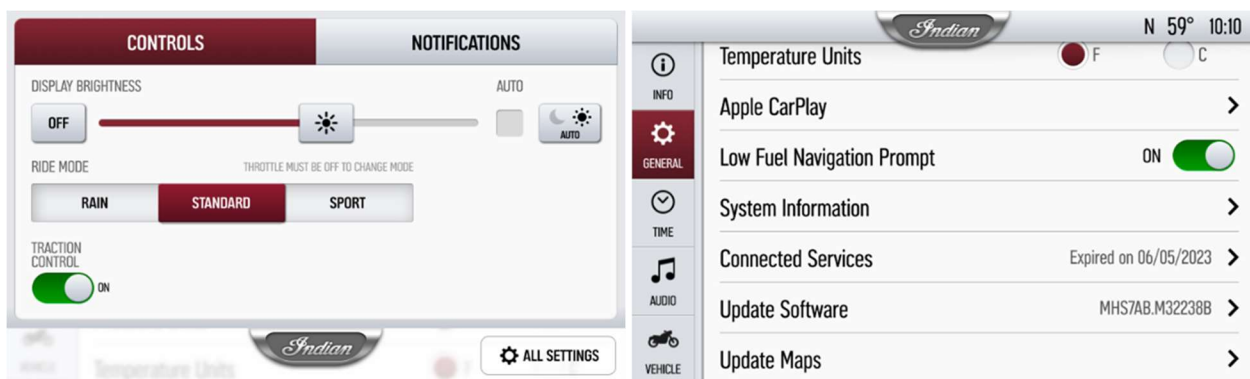 CONTROLS
NOTIFICATIONS
DISPLAY BRIGHTNESS
AUTO
OFF
AUTO
RIDE MODE
THROTTLE MUST BE OFF TO CHANGE MODE
RAIN
STANDARD
SPORT
TRACTION
CONTROL
ON
Indian
ALL SETTINGS
VEHICLE
Temperature Units
F
Indian
N 59° 10:10
INFO
GENERAL
TIME
AUDIO
VEHICLE
Temperature Units
F
C
Apple CarPlay
Low Fuel Navigation Prompt
ON
System Information
Connected Services
Expired on 06/05/2023
Update Software
MHS7AB.M32238B
Update Maps